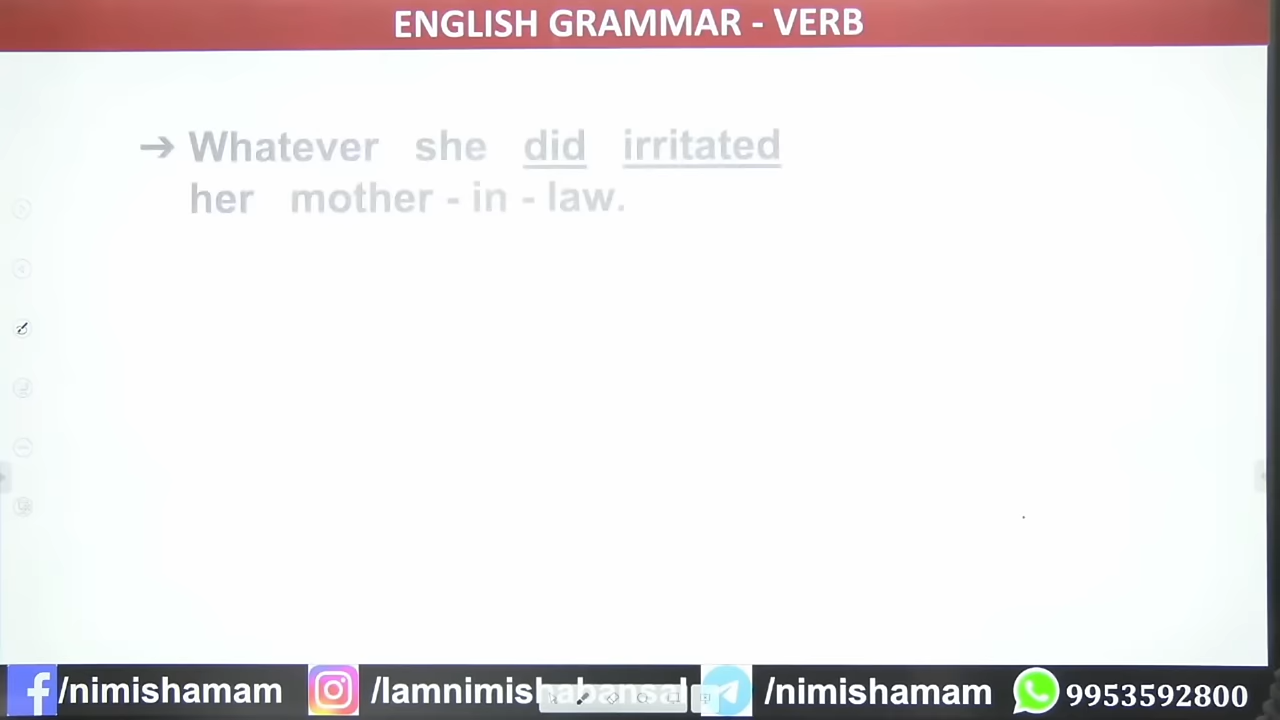 ENGLISH GRAMMAR - VERB
➔ Whatever she did irritated
her mother - in - law.
/nimishamam /Iamnimishabansal /nimishamam 9953592800